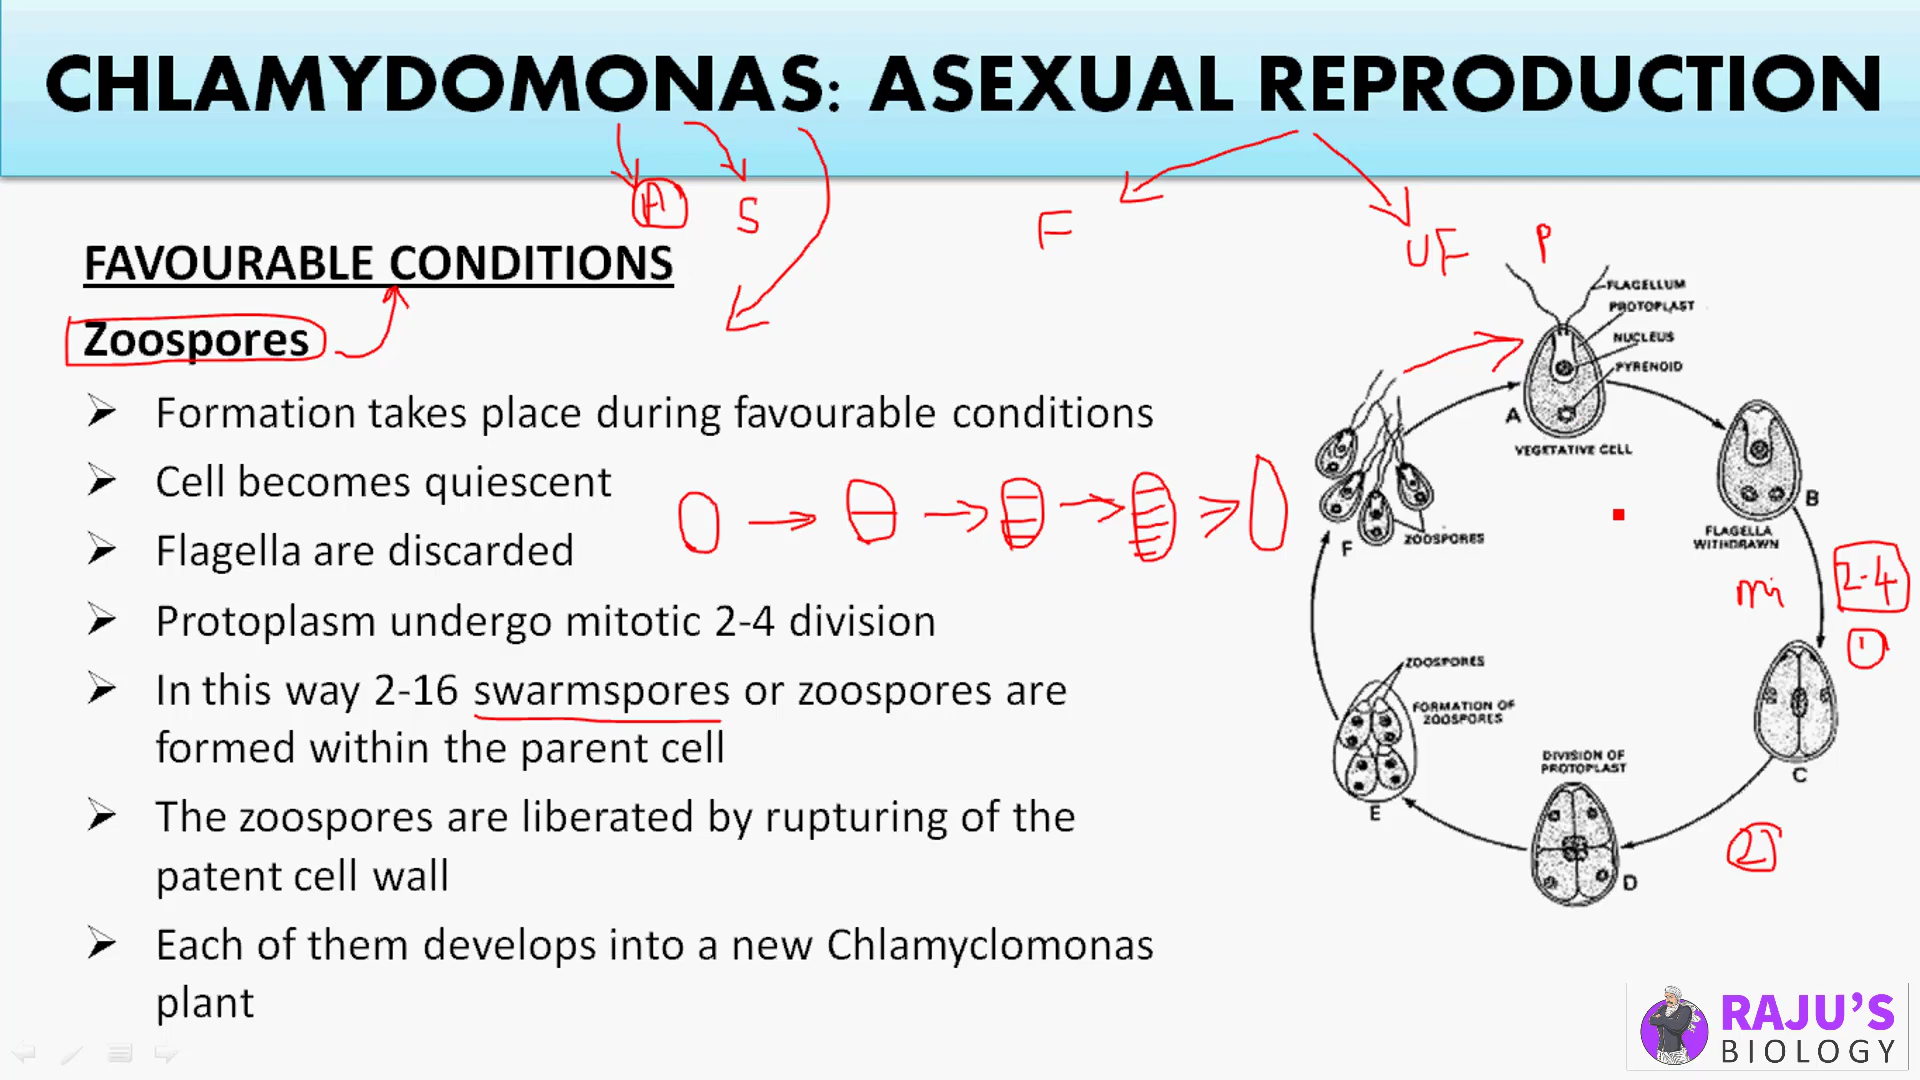 CHLAMYDOMONAS: ASEXUAL REPRODUCTION
A S
F
UF P
FAVOURABLE CONDITIONS
Zoospores
Formation takes place during favourable conditions
Cell becomes quiescent
Flagella are discarded
Protoplasm undergo mitotic 2-4 division
In this way 2-16 swarmspores or zoospores are
formed within the parent cell
The zoospores are liberated by rupturing of the
patent cell wall
Each of them develops into a new Chlamyclomonas
plant
FLAGELLUM
PROTOPLAST
NUCLEUS
PYRENOID
A
VEGETATIVE CELL
B
FLAGELLA
WITHDRAWN
mi
2-4
1
C
2
DIVISION OF
PROTOPLAST
D
ZOOSPORES
FORMATION OF
ZOOSPORES
E
F
ZOOSPORES
RAJU'S
BIOLOGY